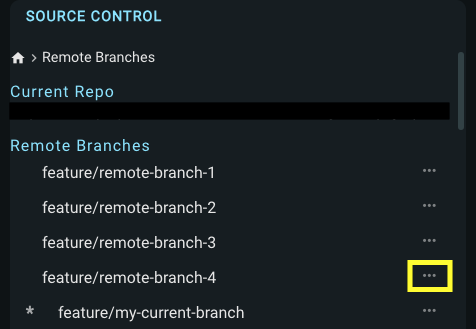 SOURCE CONTROL
Remote Branches
Current Repo
Remote Branches
feature/remote-branch-1 ...
feature/remote-branch-2 ...
feature/remote-branch-3 ...
feature/remote-branch-4 ...
* feature/my-current-branch ...